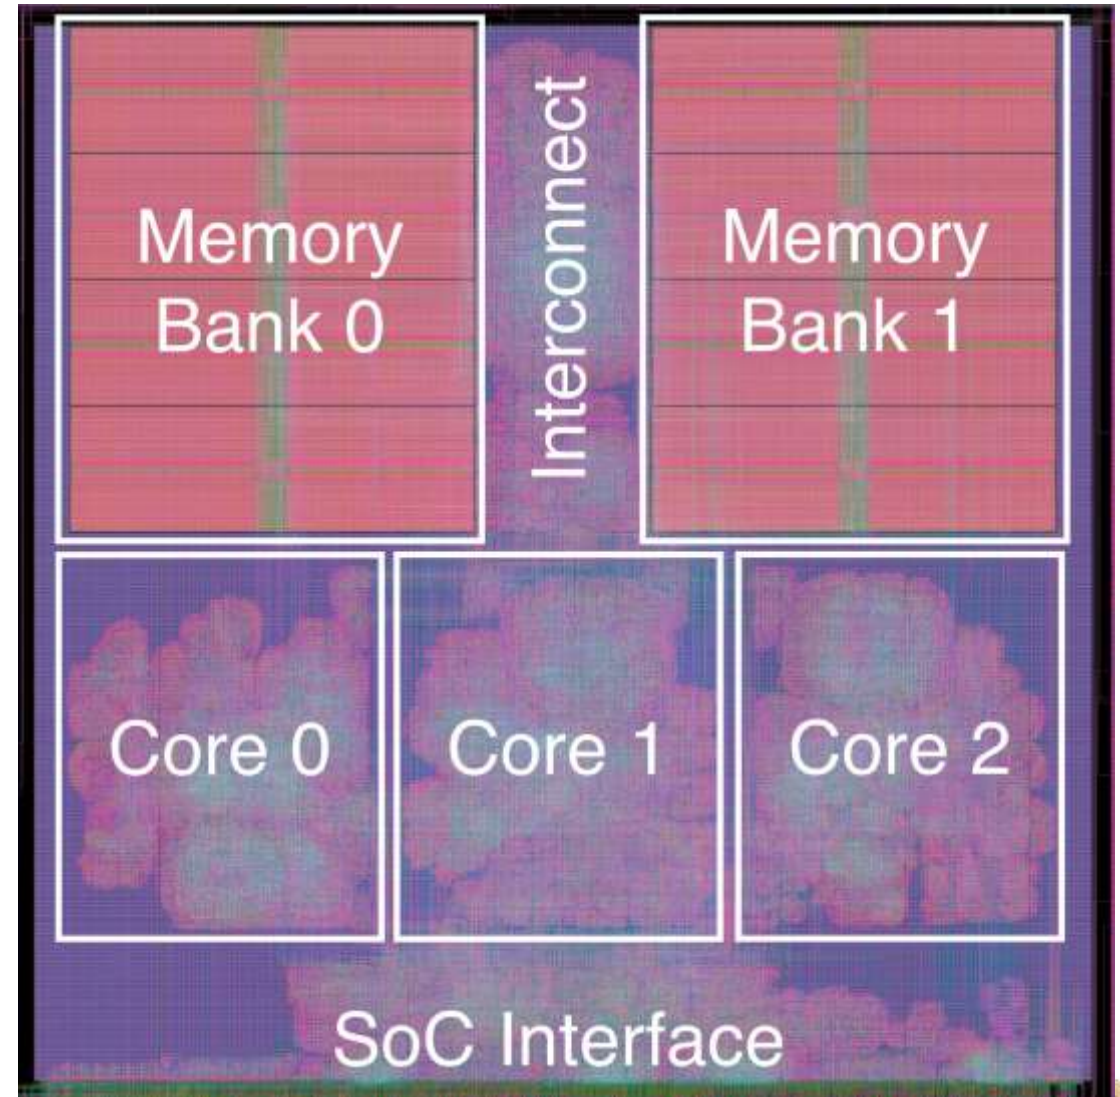 Memory
Bank 0
Interconnect
Memory
Bank 1
Core 0
Core 1
Core 2
SoC Interface